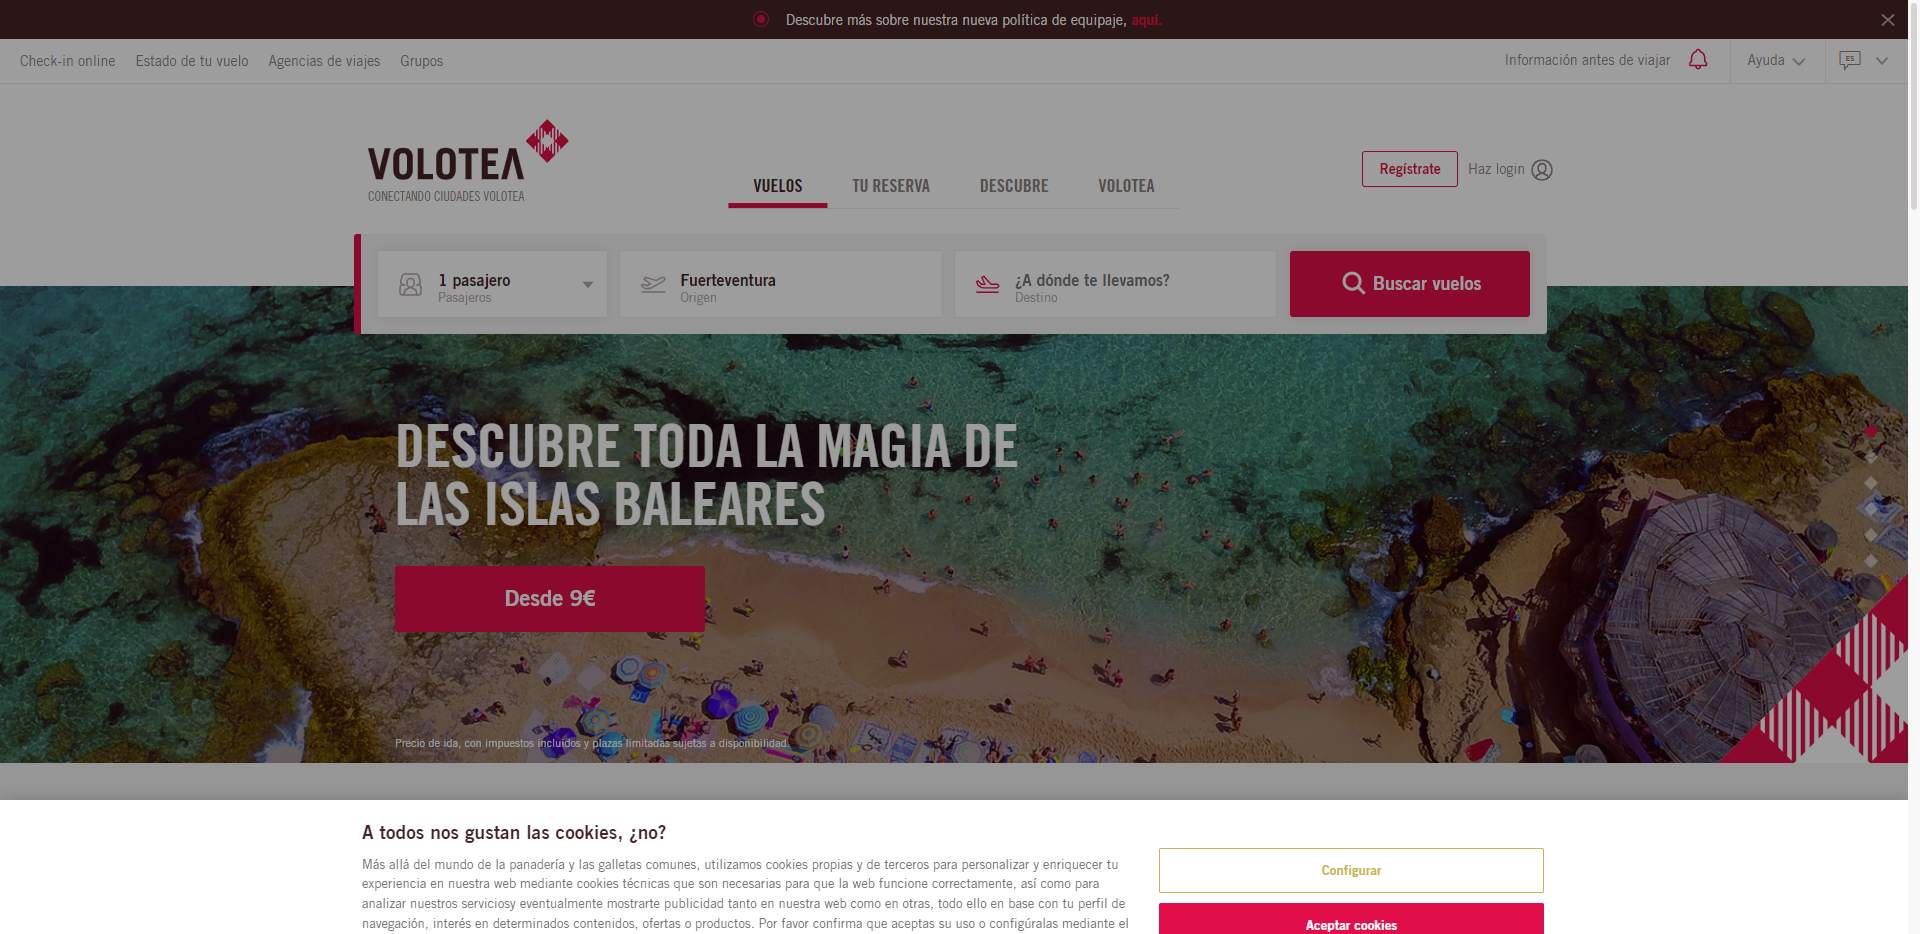 Descubre más sobre nuestra nueva política de equipaje, aquí.
Check-in online Estado de tu vuelo Agencias de viajes Grupos
Información antes de viajar Ayuda ES
VOLOTEA
CONECTANDO CIUDADES VOLOTEA
VUELOS TU RESERVA DESCUBRE VOLOTEA
Regístrate Haz login
1 pasajero
Pasajeros
Fuerteventura
Origen
¿A dónde te llevamos?
Destino
Buscar vuelos
DESCUBRE TODA LA MAGIA DE
LAS ISLAS BALEARES
Desde 9€
Precio de ida, con impuestos incluidos y plazas limitadas sujetas a disponibilidad.
A todos nos gustan las cookies, ¿no?
Más allá del mundo de la panadería y las galletas comunes, utilizamos cookies propias y de terceros para personalizar y enriquecer tu
experiencia en nuestra web mediante cookies técnicas que son necesarias para que la web funcione correctamente, así como para
analizar nuestros serviciosy eventualmente mostrarte publicidad tanto en nuestra web como en otras, todo ello en base con tu perfil de
navegación, interés en determinados contenidos, ofertas o productos. Por favor confirma que aceptas su uso o configúralas mediante el
Configurar
Aceptar cookies